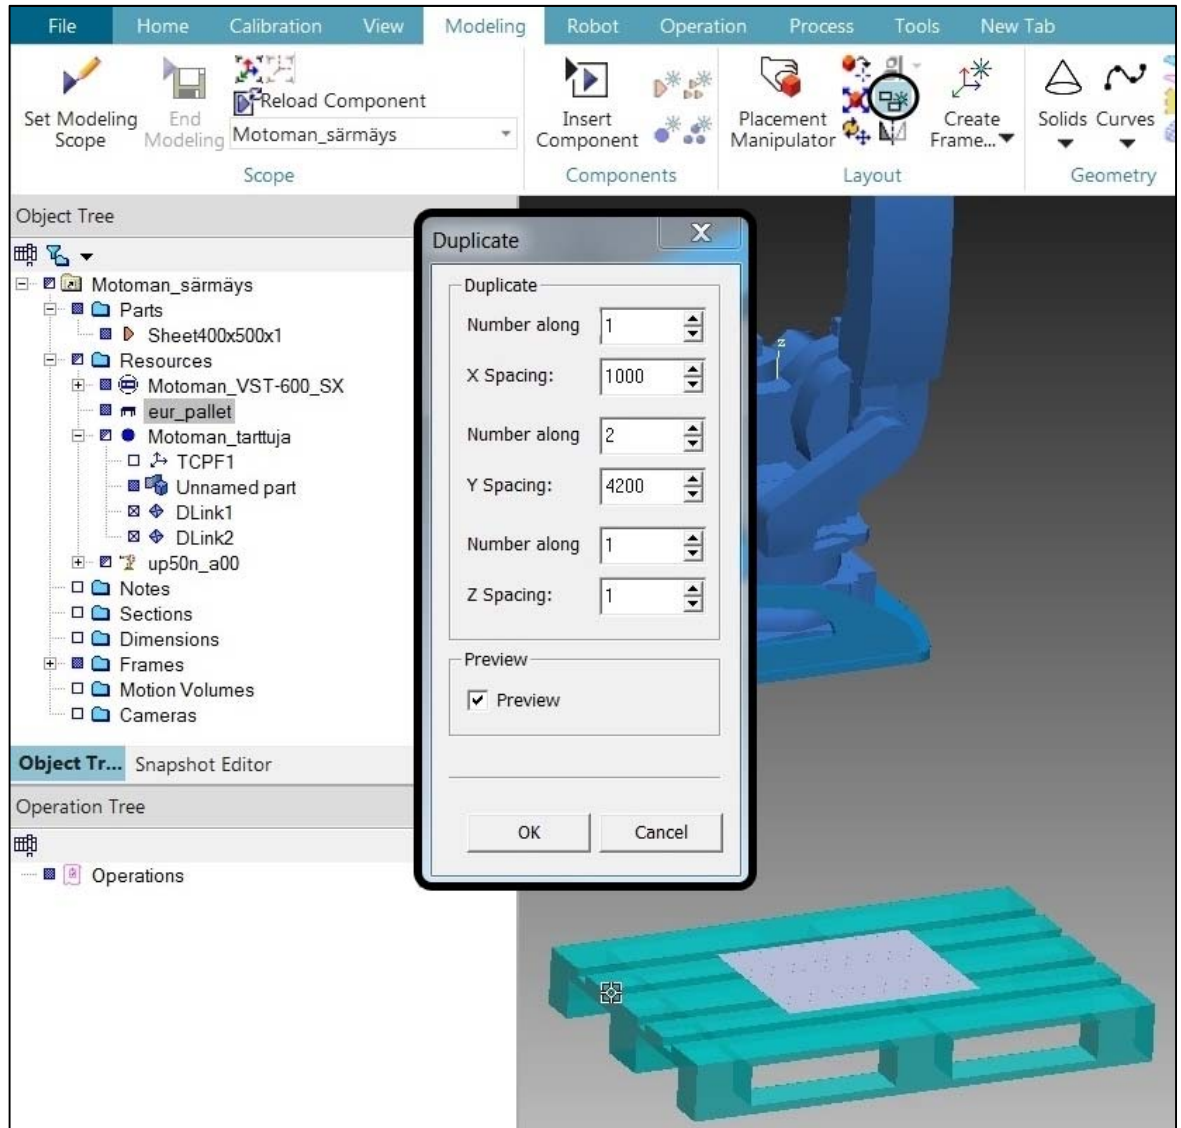 File Home Calibration View Modeling Robot Operation Process Tools New Tab
Set Modeling Scope
End Modeling
Reload Component
Motoman_särmäys
Scope
Insert Component
Components
Placement Manipulator
Create Frame...
Layout
Solids Curves
Geometry
Object Tree
Motoman_särmäys
Parts
Sheet400x500x1
Resources
Motoman_VST-600_SX
eur_pallet
Motoman_tarttuja
TCPF1
Unnamed part
DLink1
DLink2
up50n_a00
Notes
Sections
Dimensions
Frames
Motion Volumes
Cameras
Object Tr... Snapshot Editor
Operation Tree
Operations
Duplicate
Duplicate
Number along 1
X Spacing: 1000
Number along 2
Y Spacing: 4200
Number along 1
Z Spacing: 1
Preview
Preview
OK Cancel
z